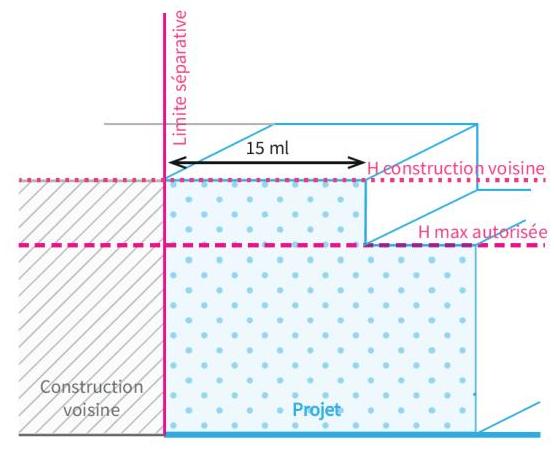 Limite séparative
15 ml
H construction voisine
H max autorisée
Construction
voisine
Projet